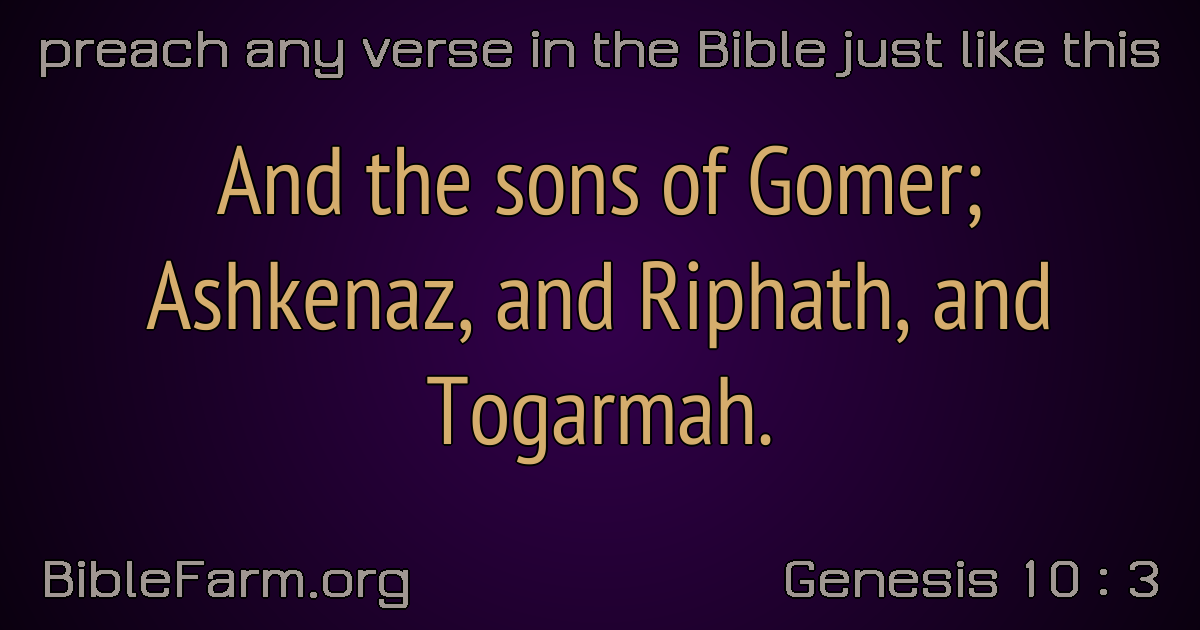 preach any verse in the Bible just like this
And the sons of Gomer;
Ashkenaz, and Riphath, and
Togarmah.
BibleFarm.org
Genesis 10 : 3